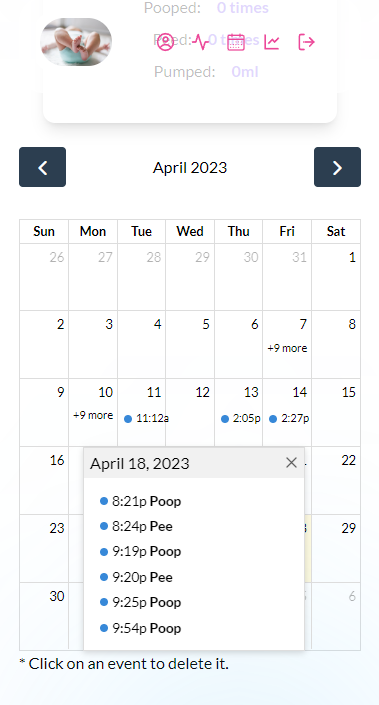 Pooped: 0 times
Peed: 0 times
Pumped: 0ml
April 2023
Sun Mon Tue Wed Thu Fri Sat
26 27 28 29 30 31 1
2 3 4 5 6 7 8
+9 more
9 10 11 12 13 14 15
+9 more 11:12a 2:05p 2:27p
16 22
April 18, 2023
8:21p Poop
8:24p Pee
23 29
9:19p Poop
9:20p Pee
30 6
9:25p Poop
9:54p Poop
* Click on an event to delete it.